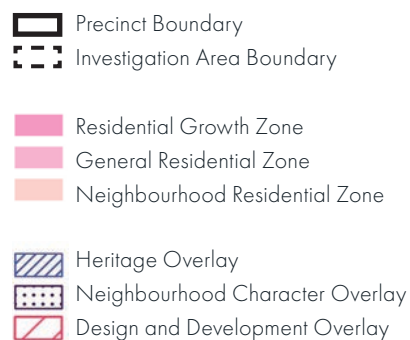 Precinct Boundary
Investigation Area Boundary
Residential Growth Zone
General Residential Zone
Neighbourhood Residential Zone
Heritage Overlay
Neighbourhood Character Overlay
Design and Development Overlay